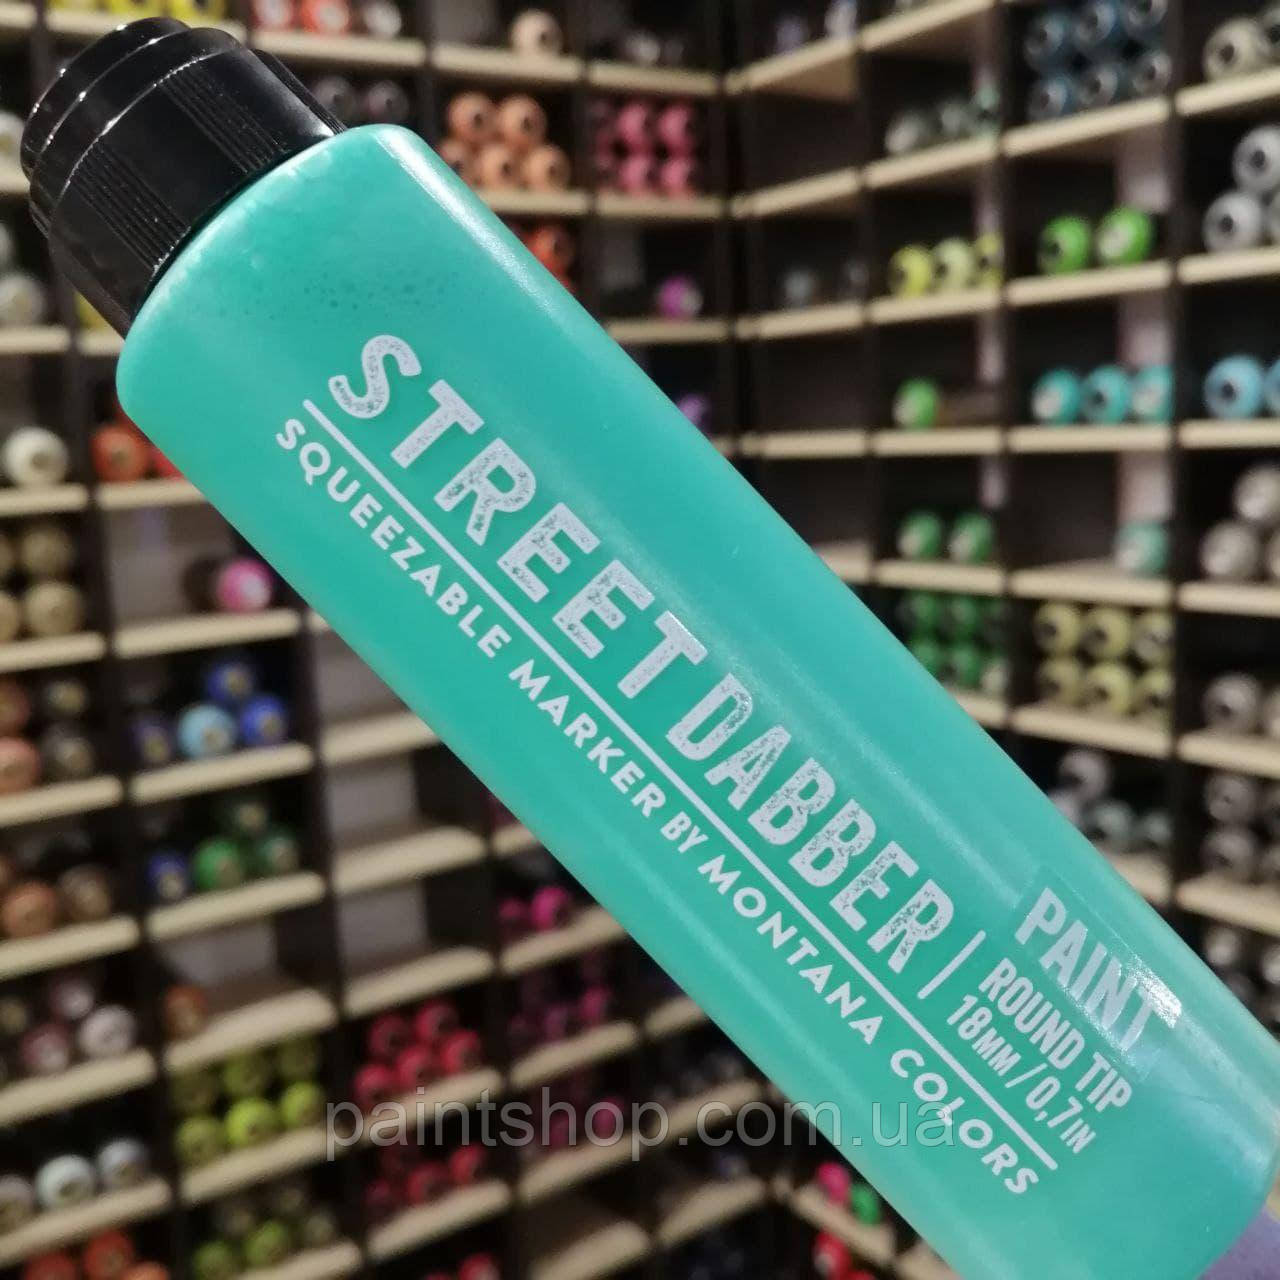 STREET DABBER
SQUEEZABLE MARKER BY MONTANA COLORS
PAINT
ROUND TIP
18MM/0,7IN
paintshop.com.ua